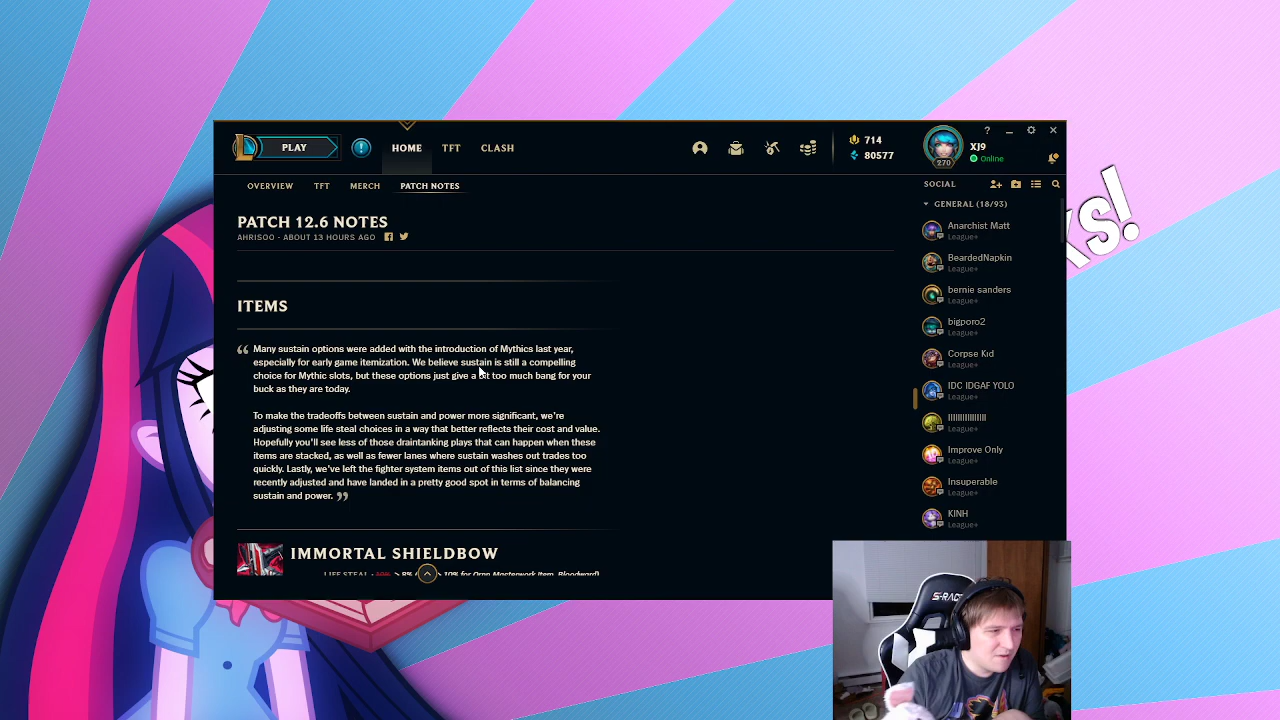 PLAY
HOME
TFT
CLASH
714
80577
270
?
XJ9
Online
OVERVIEW
TFT
MERCH
PATCH NOTES
SOCIAL
GENERAL (18/93)
PATCH 12.6 NOTES
AHRISOO - ABOUT 13 HOURS AGO
ITEMS
Many sustain options were added with the introduction of Mythics last year,
especially for early game itemization. We believe sustain is still a compelling
choice for Mythic slots, but these options just give a bit too much bang for your
buck as they are today.
To make the tradeoffs between sustain and power more significant, we're
adjusting some life steal choices in a way that better reflects their cost and value.
Hopefully you'll see less of those draintanking plays that can happen when these
items are stacked, as well as fewer lanes where sustain washes out trades too
quickly. Lastly, we've left the fighter system items out of this list since they were
recently adjusted and have landed in a pretty good spot in terms of balancing
sustain and power.
IMMORTAL SHIELDBOW
Anarchist Matt
League+
BeardedNapkin
League+
bernie sanders
League+
bigporo2
League+
Corpse Kid
League+
IDC IDGAF YOLO
League+
League+
Improve Only
League+
Insuperable
League+
KINH
League+
ks!
S-RAC